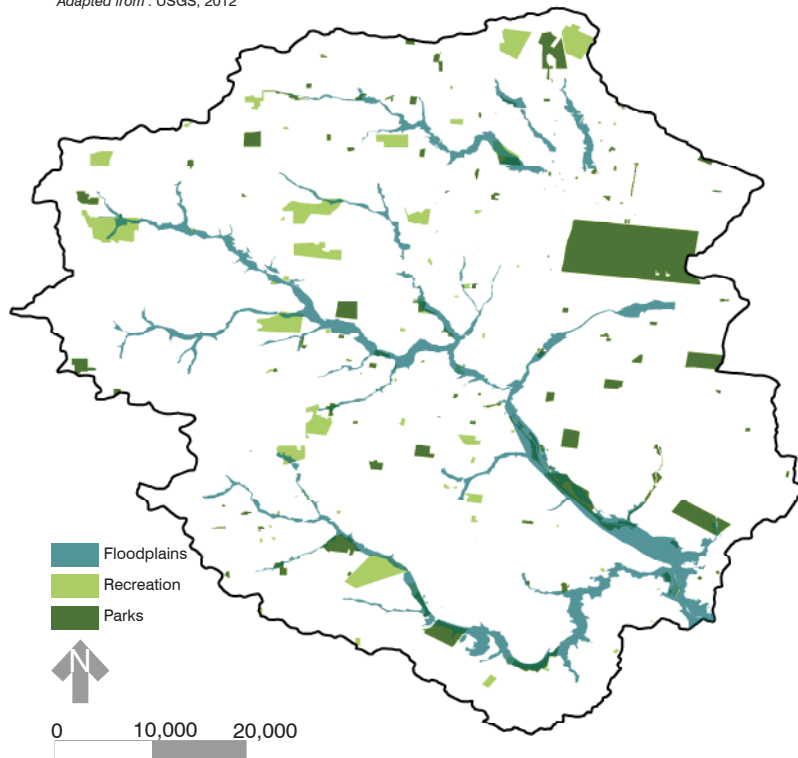 Adapted from : USGS, 2012
Floodplains
Recreation
Parks
N
0 10,000 20,000